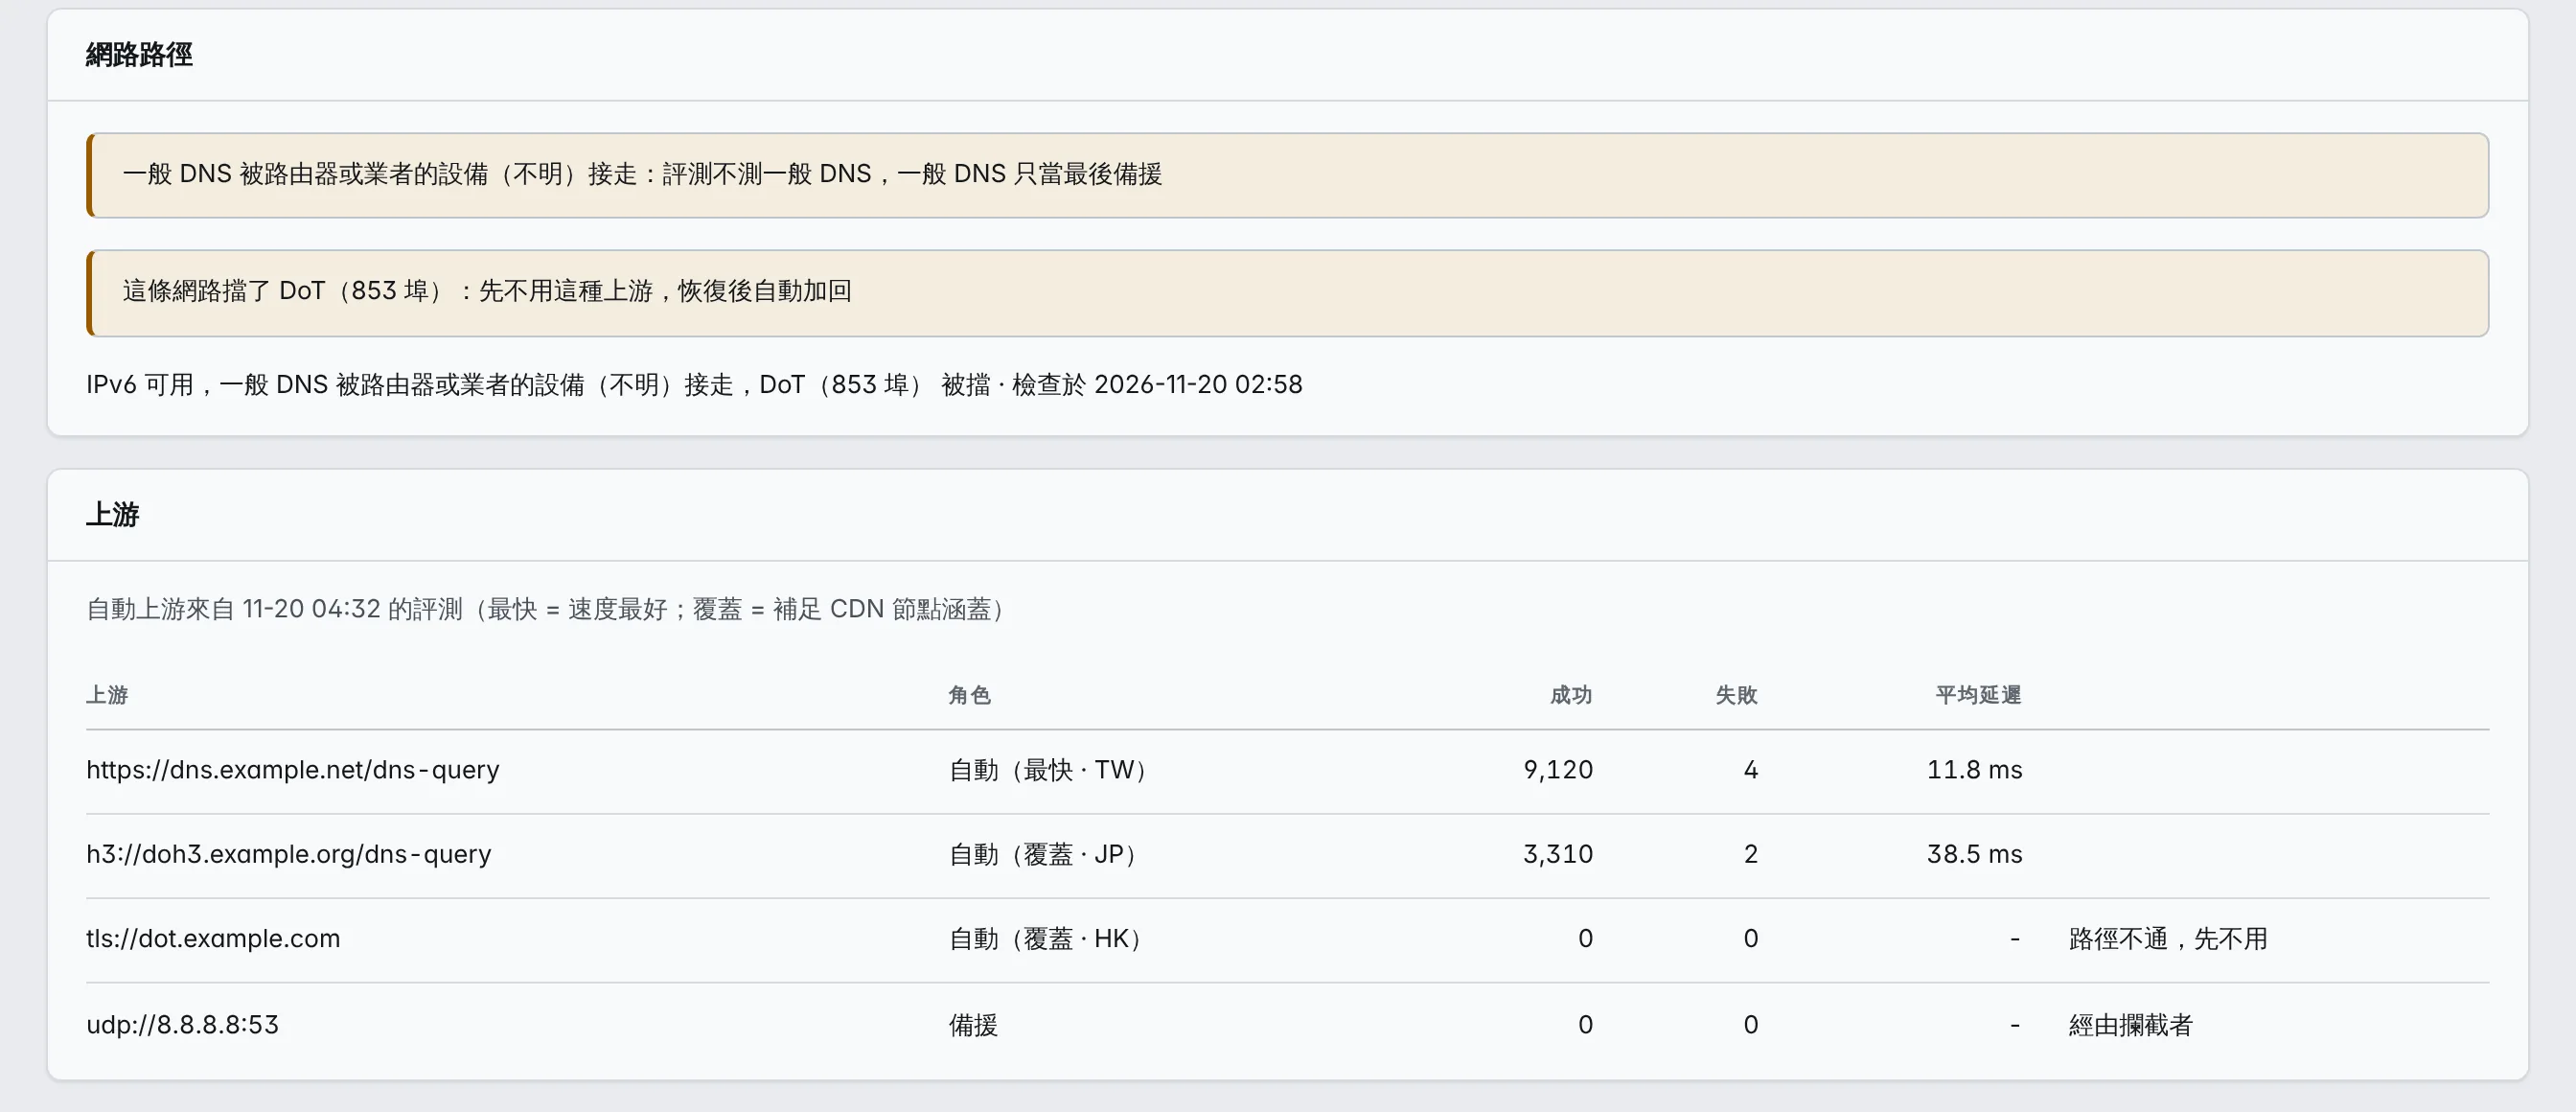 網路路徑
一般 DNS 被路由器或業者的設備（不明）接走：評測不測一般 DNS，一般 DNS 只當最後備援
這條網路擋了 DoT（853 埠）：先不用這種上游，恢復後自動加回
IPv6 可用，一般 DNS 被路由器或業者的設備（不明）接走，DoT（853 埠） 被擋 · 檢查於 2026-11-20 02:58
上游
自動上游來自 11-20 04:32 的評測（最快 = 速度最好；覆蓋 = 補足 CDN 節點涵蓋）
上游 角色 成功 失敗 平均延遲
https://dns.example.net/dns-query 自動（最快 · TW） 9,120 4 11.8 ms
h3://doh3.example.org/dns-query 自動（覆蓋 · JP） 3,310 2 38.5 ms
tls://dot.example.com 自動（覆蓋 · HK） 0 0 - 路徑不通，先不用
udp://8.8.8.8:53 備援 0 0 - 經由攔截者